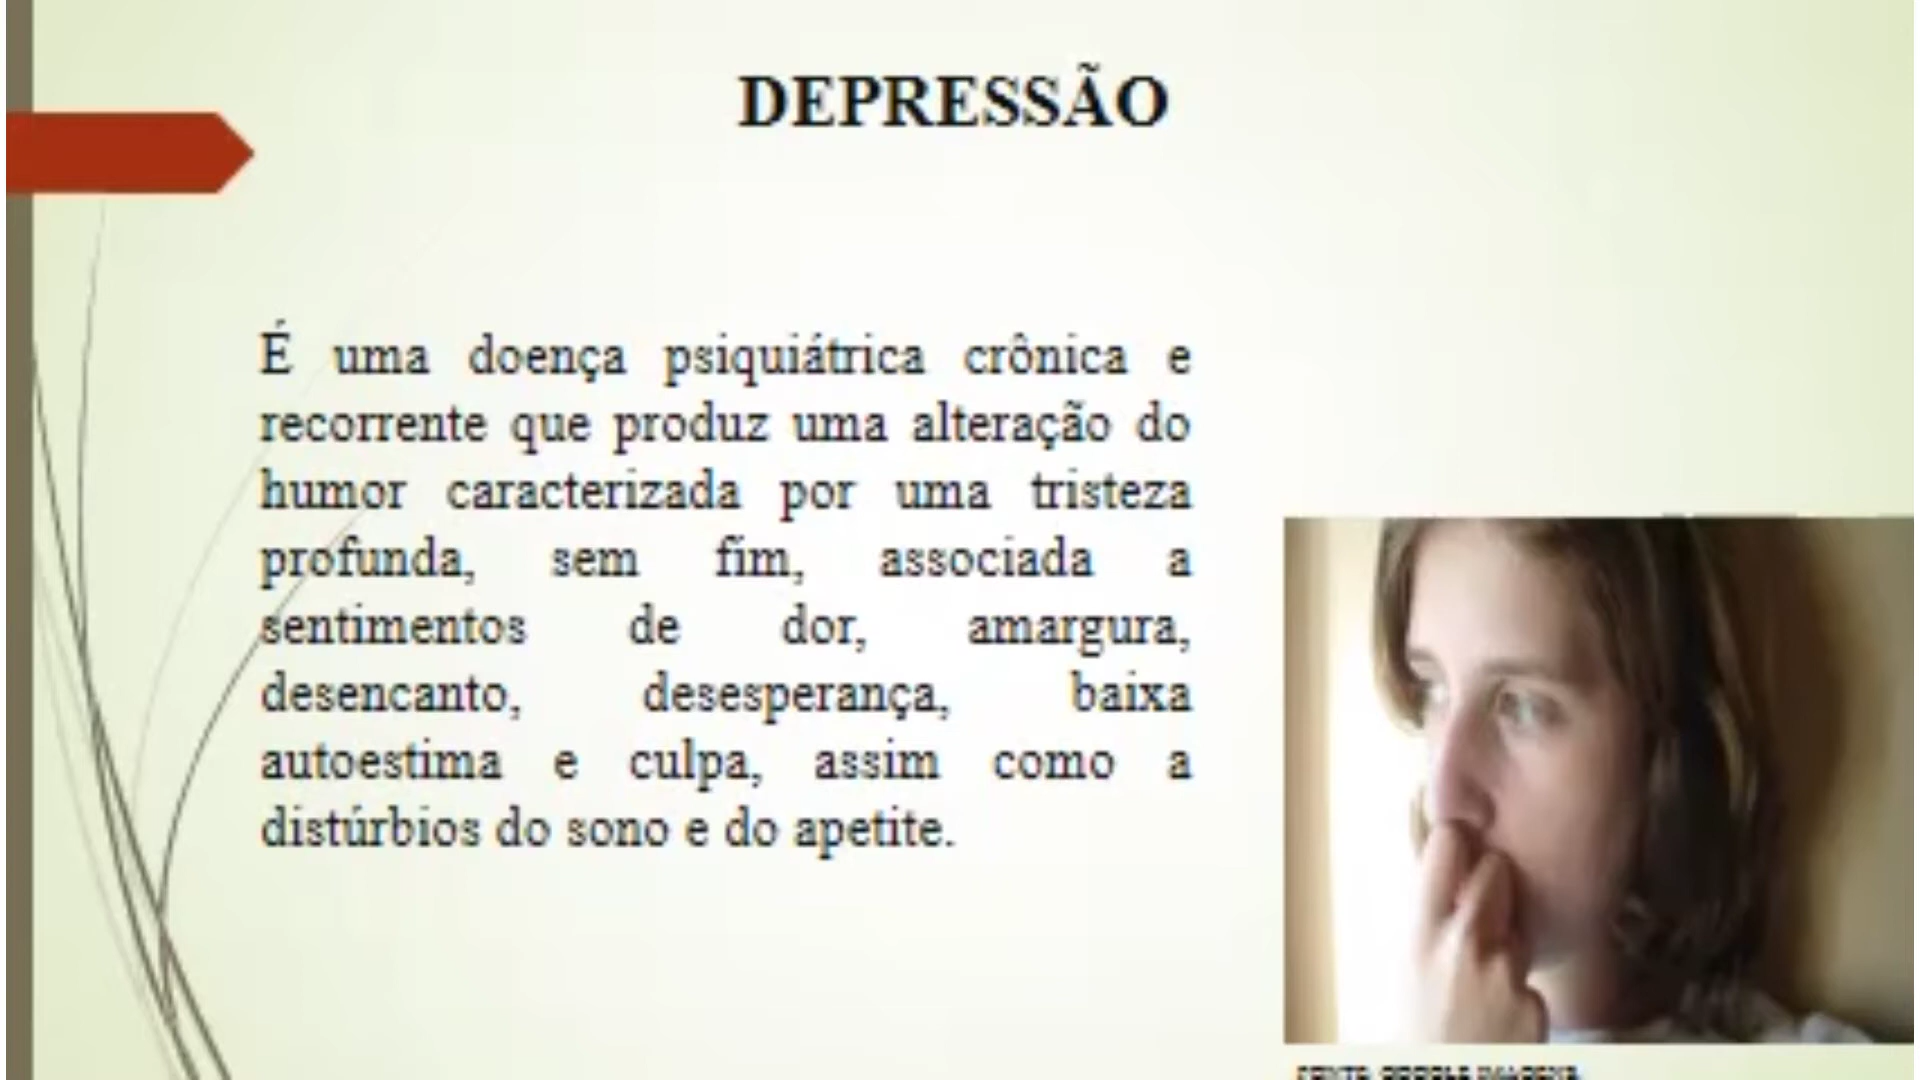 DEPRESSÃO
É uma doença psiquiátrica crônica e
recorrente que produz uma alteração do
humor caracterizada por uma tristeza
profunda, sem fim, associada a
sentimentos de dor, amargura,
desencanto, desesperança, baixa
autoestima e culpa, assim como a
distúrbios do sono e do apetite.